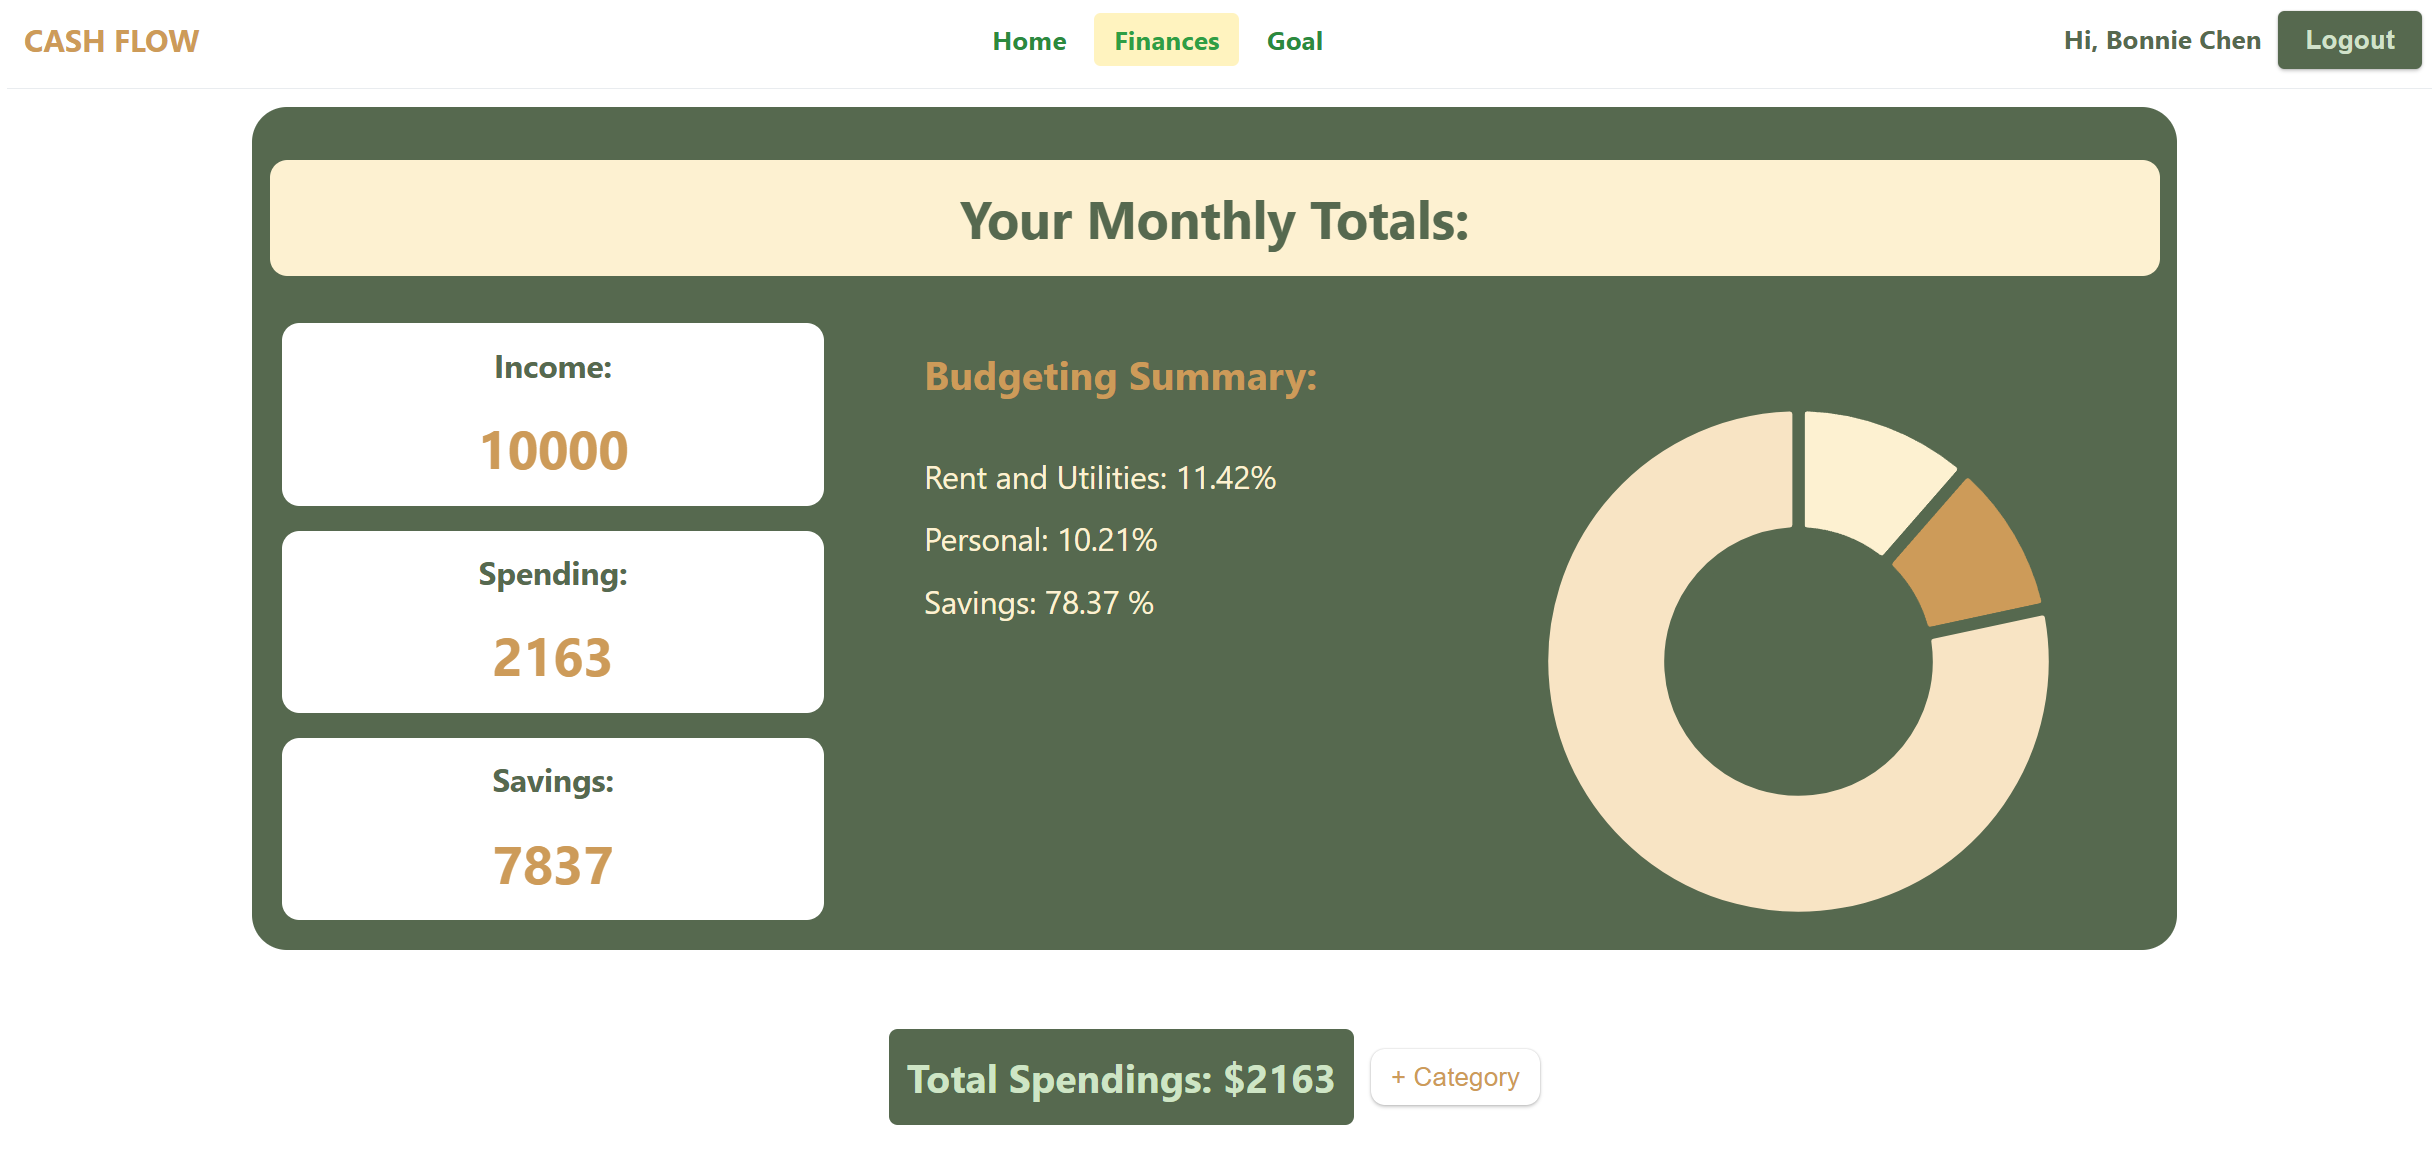 CASH FLOW
Home Finances Goal
Hi, Bonnie Chen Logout
Your Monthly Totals:
Income:
10000
Spending:
2163
Savings:
7837
Budgeting Summary:
Rent and Utilities: 11.42%
Personal: 10.21%
Savings: 78.37 %
Total Spendings: $2163
+ Category